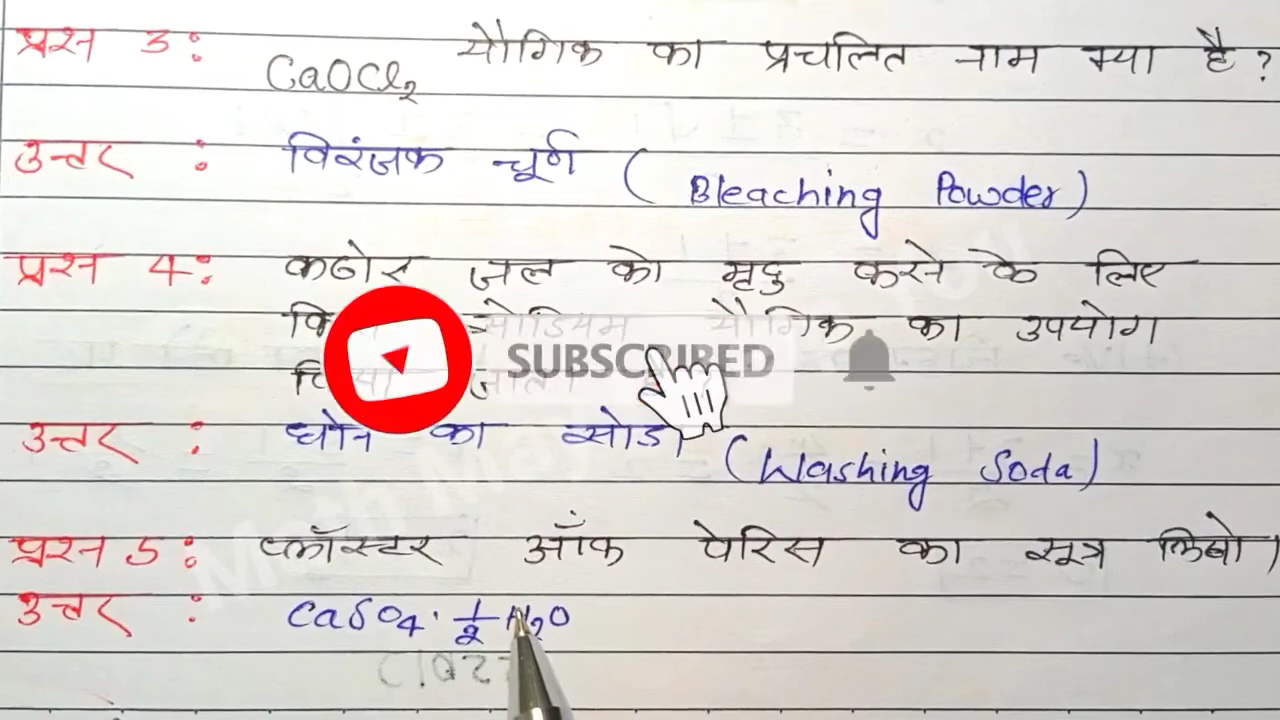 प्रश्न 3: CaOCl₂ यौगिक का प्रचलित नाम क्या है?
उत्तर : विरंजक चूर्ण (Bleaching Powder)
प्रश्न 4: कठोर जल को मृदु करने के लिए
सोडियम यौगिक का उपयोग
SUBSCRIBED
उत्तर : धोने का सोडा (Washing Soda)
प्रश्न 5: प्लॉस्टर ऑफ पेरिस का सूत्र लिखो।
उत्तर : CaSO₄·½H₂O